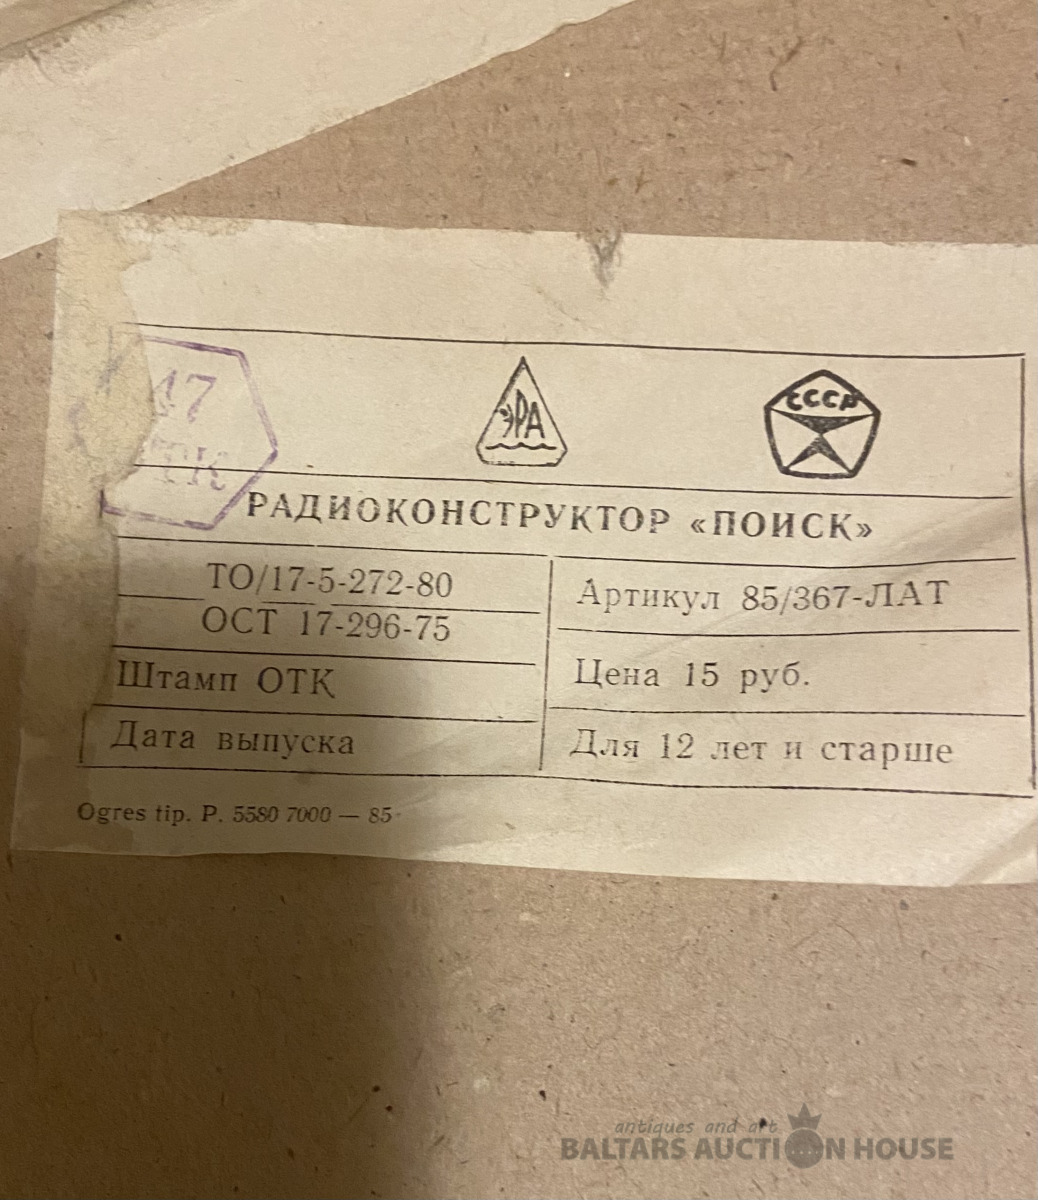 47
ТК
ЭРА
СССР
РАДИОКОНСТРУКТОР «ПОИСК»
ТО/17-5-272-80
ОСТ 17-296-75
Штамп ОТК
Дата выпуска
Артикул 85/367-ЛАТ
Цена 15 руб.
Для 12 лет и старше
Ogres tip. P. 5580 7000 — 85
antiques and art
BALTARS AUCTION HOUSE